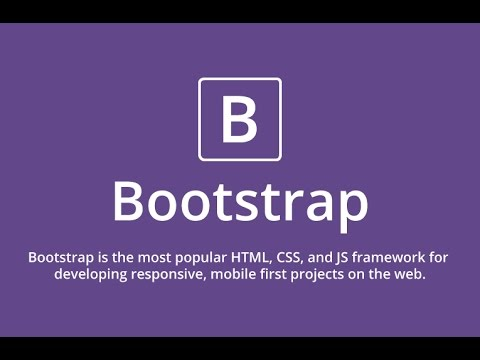 B
Bootstrap
Bootstrap is the most popular HTML, CSS, and JS framework for
developing responsive, mobile first projects on the web.